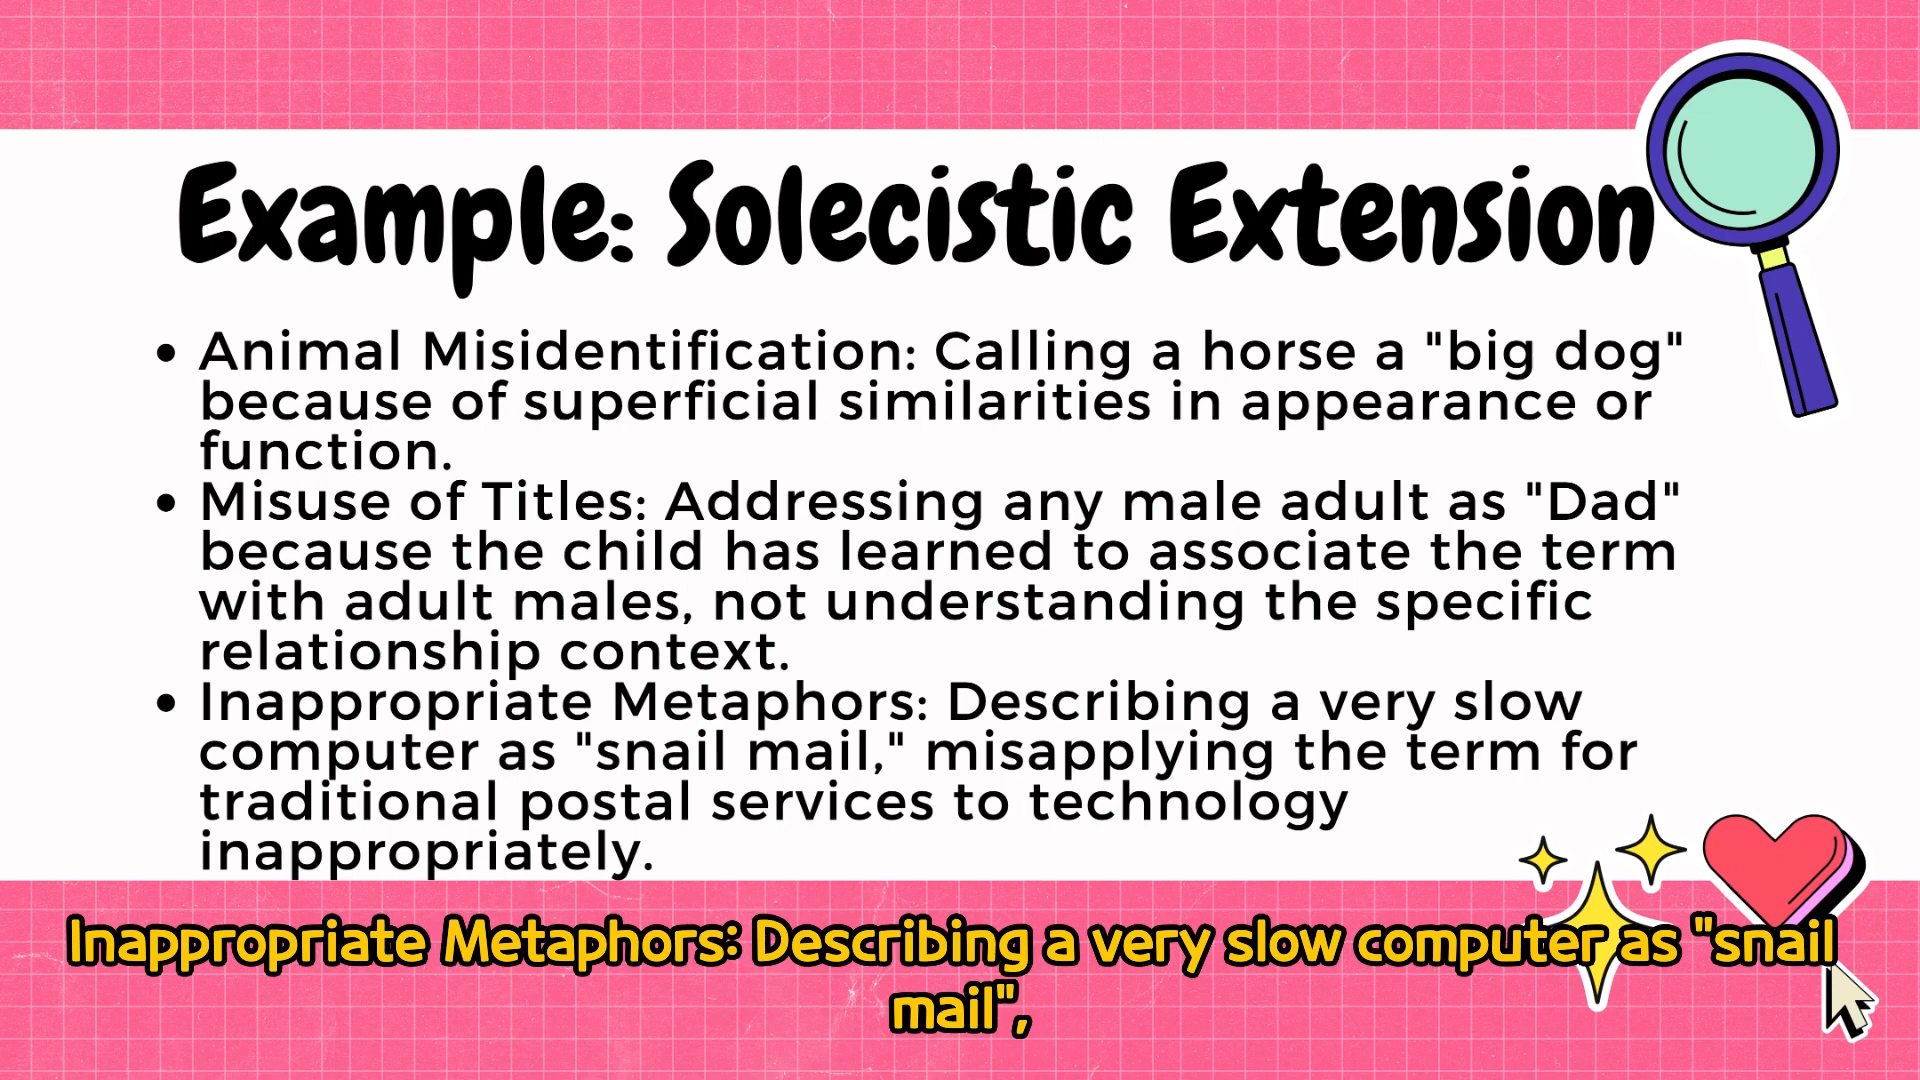 Example: Solecistic Extension
• Animal Misidentification: Calling a horse a "big dog"
because of superficial similarities in appearance or
function.
• Misuse of Titles: Addressing any male adult as "Dad"
because the child has learned to associate the term
with adult males, not understanding the specific
relationship context.
• Inappropriate Metaphors: Describing a very slow
computer as "snail mail," misapplying the term for
traditional postal services to technology
inappropriately.
Inappropriate Metaphors: Describing a very slow computer as "snail
mail",